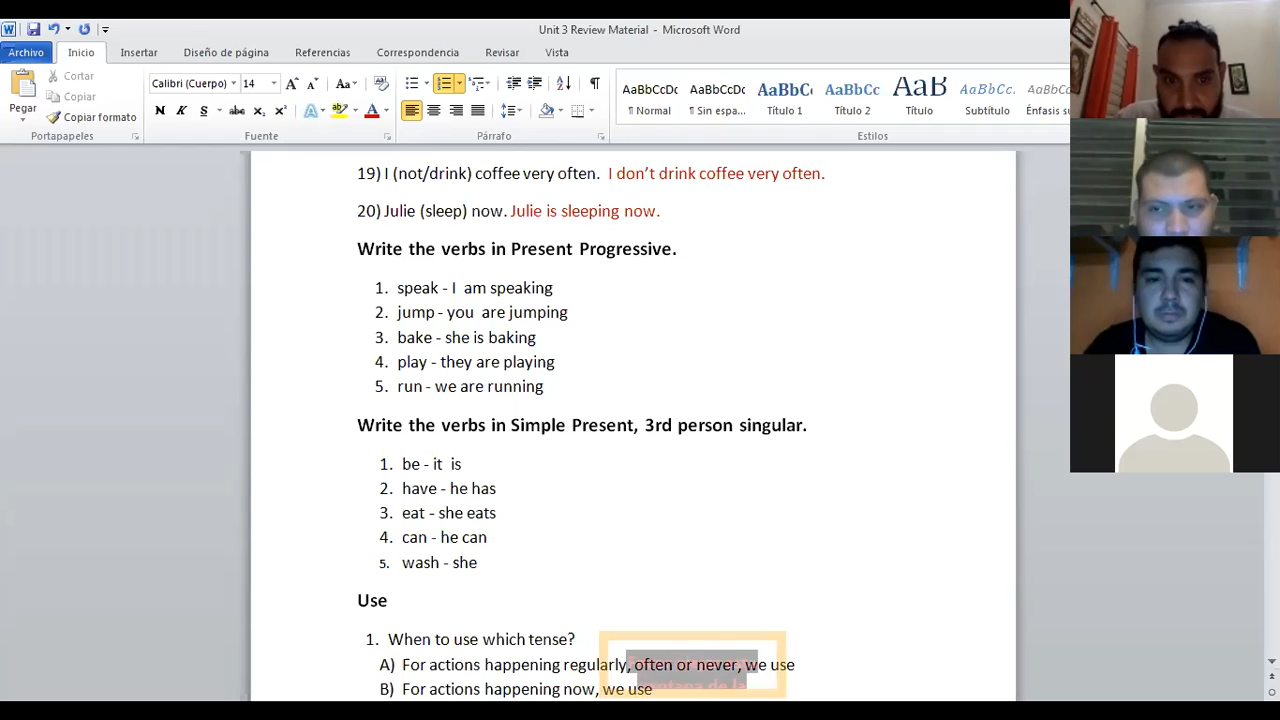 Unit 3 Review Material - Microsoft Word
Archivo Inicio Insertar Diseño de página Referencias Correspondencia Revisar Vista
Pegar
Cortar
Copiar
Copiar formato
Portapapeles
Calibri (Cuerpo) 14
Fuente
Párrafo
AaBbCcDc AaBbCcDc AaBbCc AaBbCc AaB AaBbCc. AaBbCcDc
¶ Normal ¶ Sin espa... Título 1 Título 2 Título Subtítulo Énfasis su
Estilos
19) I (not/drink) coffee very often. I don’t drink coffee very often.
20) Julie (sleep) now. Julie is sleeping now.
Write the verbs in Present Progressive.
1. speak - I am speaking
2. jump - you are jumping
3. bake - she is baking
4. play - they are playing
5. run - we are running
Write the verbs in Simple Present, 3rd person singular.
1. be - it is
2. have - he has
3. eat - she eats
4. can - he can
5. wash - she
Use
1. When to use which tense?
A) For actions happening regularly, often or never, we use
B) For actions happening now, we use
ventana de la